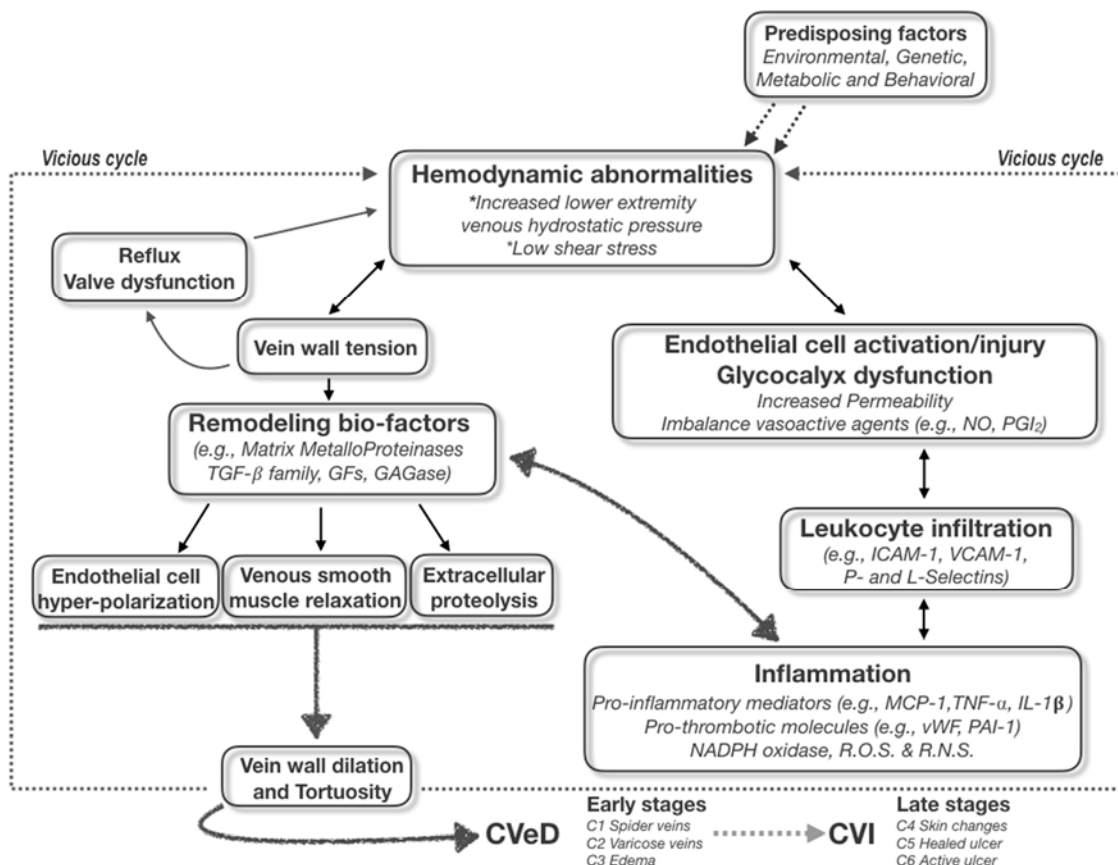 Predisposing factors
Environmental, Genetic,
Metabolic and Behavioral
Vicious cycle
Vicious cycle
Hemodynamic abnormalities
*Increased lower extremity
venous hydrostatic pressure
*Low shear stress
Reflux
Valve dysfunction
Vein wall tension
Endothelial cell activation/injury
Glycocalyx dysfunction
Increased Permeability
Imbalance vasoactive agents (e.g., NO, PGI₂)
Remodeling bio-factors
(e.g., Matrix MetalloProteinases
TGF-β family, GFs, GAGase)
Leukocyte infiltration
(e.g., ICAM-1, VCAM-1,
P- and L-Selectins)
Endothelial cell
hyper-polarization
Venous smooth
muscle relaxation
Extracellular
proteolysis
Inflammation
Pro-inflammatory mediators (e.g., MCP-1,TNF-α, IL-1β)
Pro-thrombotic molecules (e.g., vWF, PAI-1)
NADPH oxidase, R.O.S. & R.N.S.
Vein wall dilation
and Tortuosity
CVeD
Early stages
C1 Spider veins
C2 Varicose veins
C3 Edema
CVI
Late stages
C4 Skin changes
C5 Healed ulcer
C6 Active ulcer